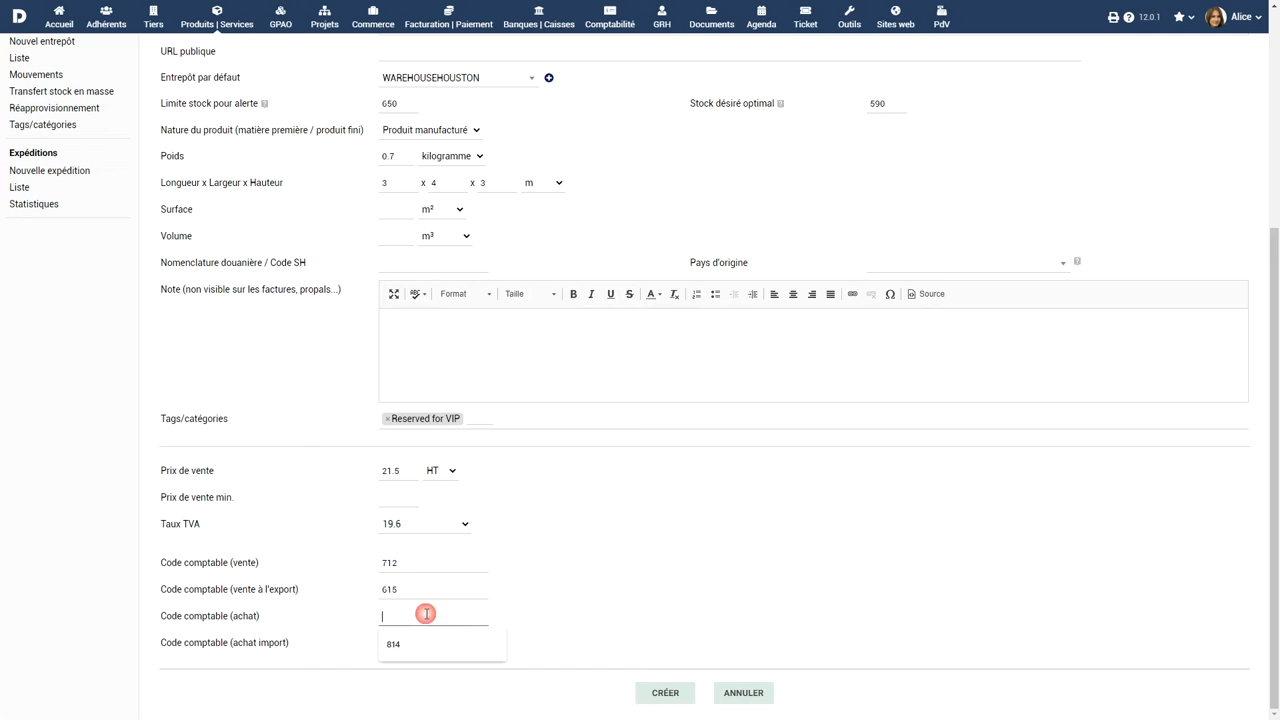 D Accueil Adhérents Tiers Produits | Services GPAO Projets Commerce Facturation | Paiement Banques | Caisses Comptabilité GRH Documents Agenda Ticket Outils Sites web PdV ? 12.0.1 Alice
Nouvel entrepôt
Liste
Mouvements
Transfert stock en masse
Réapprovisionnement
Tags/catégories
Expéditions
Nouvelle expédition
Liste
Statistiques
URL publique
Entrepôt par défaut WAREHOUSEHOUSTON
Limite stock pour alerte ? 650 Stock désiré optimal ? 590
Nature du produit (matière première / produit fini) Produit manufacturé
Poids 0.7 kilogramme
Longueur x Largeur x Hauteur 3 x 4 x 3 m
Surface m²
Volume m³
Nomenclature douanière / Code SH Pays d'origine ?
Note (non visible sur les factures, propals...) Format Taille B I U S A Source
Tags/catégories ×Reserved for VIP
Prix de vente 21.5 HT
Prix de vente min.
Taux TVA 19.6
Code comptable (vente) 712
Code comptable (vente à l'export) 615
Code comptable (achat)
Code comptable (achat import) 814
CRÉER ANNULER